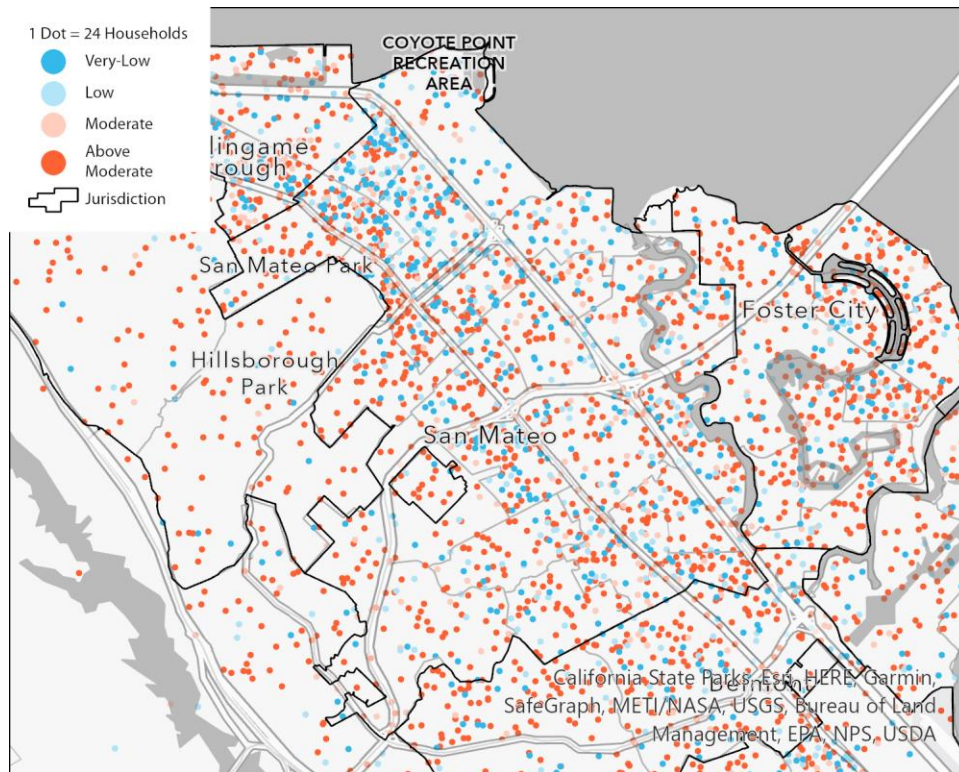 1 Dot = 24 Households
Very-Low
Low
Moderate
Above
Moderate
Jurisdiction
COYOTE POINT
RECREATION
AREA
lingame
rough
San Mateo Park
Foster City
Hillsborough
Park
San Mateo
Belmont
California State Parks, Esri, HERE, Garmin,
SafeGraph, METI/NASA, USGS, Bureau of Land
Management, EPA, NPS, USDA